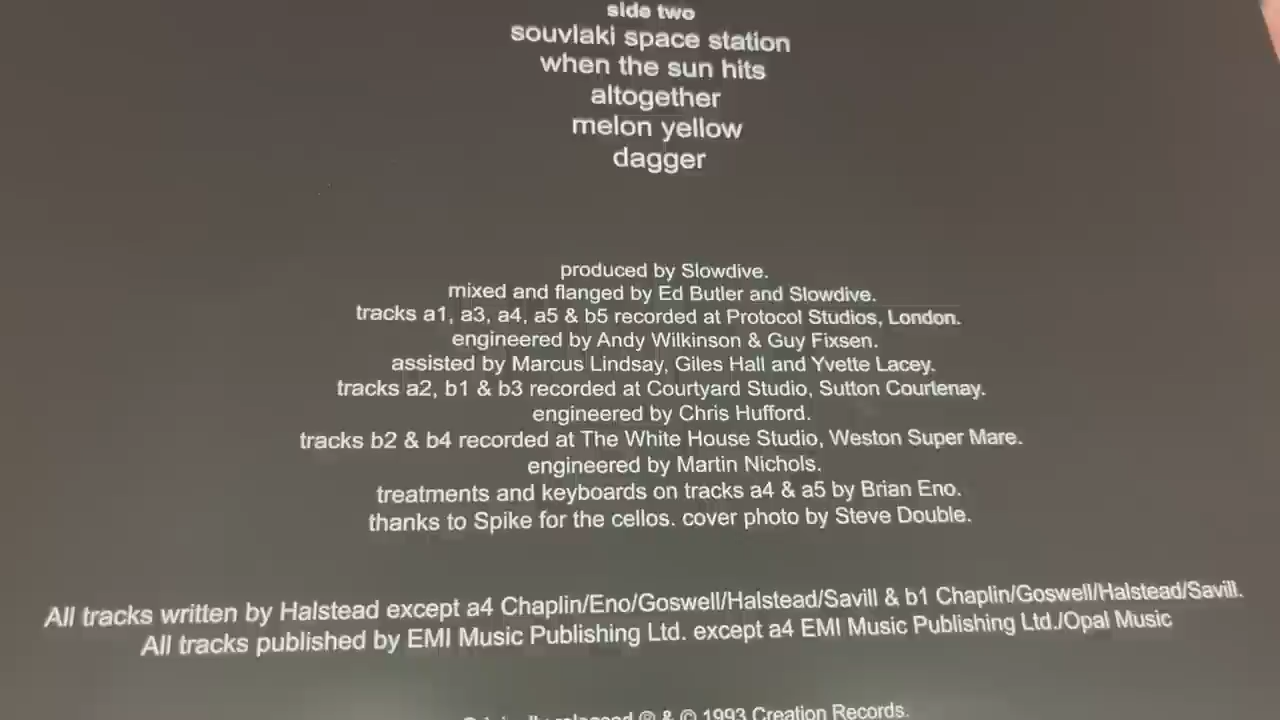 side two
souvlaki space station
when the sun hits
altogether
melon yellow
dagger
produced by Slowdive.
mixed and flanged by Ed Butler and Slowdive.
tracks a1, a3, a4, a5 & b5 recorded at Protocol Studios, London.
engineered by Andy Wilkinson & Guy Fixsen.
assisted by Marcus Lindsay, Giles Hall and Yvette Lacey.
tracks a2, b1 & b3 recorded at Courtyard Studio, Sutton Courtenay.
engineered by Chris Hufford.
tracks b2 & b4 recorded at The White House Studio, Weston Super Mare.
engineered by Martin Nichols.
treatments and keyboards on tracks a4 & a5 by Brian Eno.
thanks to Spike for the cellos. cover photo by Steve Double.
All tracks written by Halstead except a4 Chaplin/Eno/Goswell/Halstead/Savill & b1 Chaplin/Goswell/Halstead/Savill.
All tracks published by EMI Music Publishing Ltd. except a4 EMI Music Publishing Ltd./Opal Music
Originally released ℗ & © 1993 Creation Records.